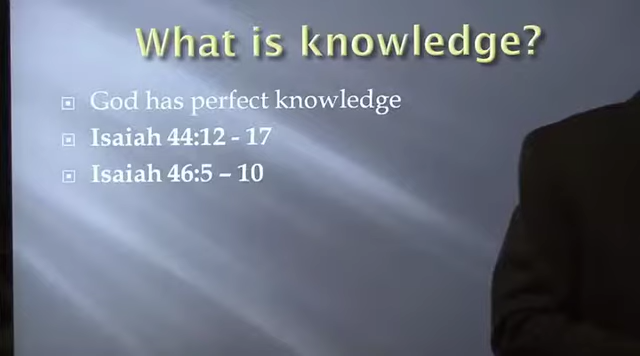 What is knowledge?
God has perfect knowledge
Isaiah 44:12 - 17
Isaiah 46:5 – 10